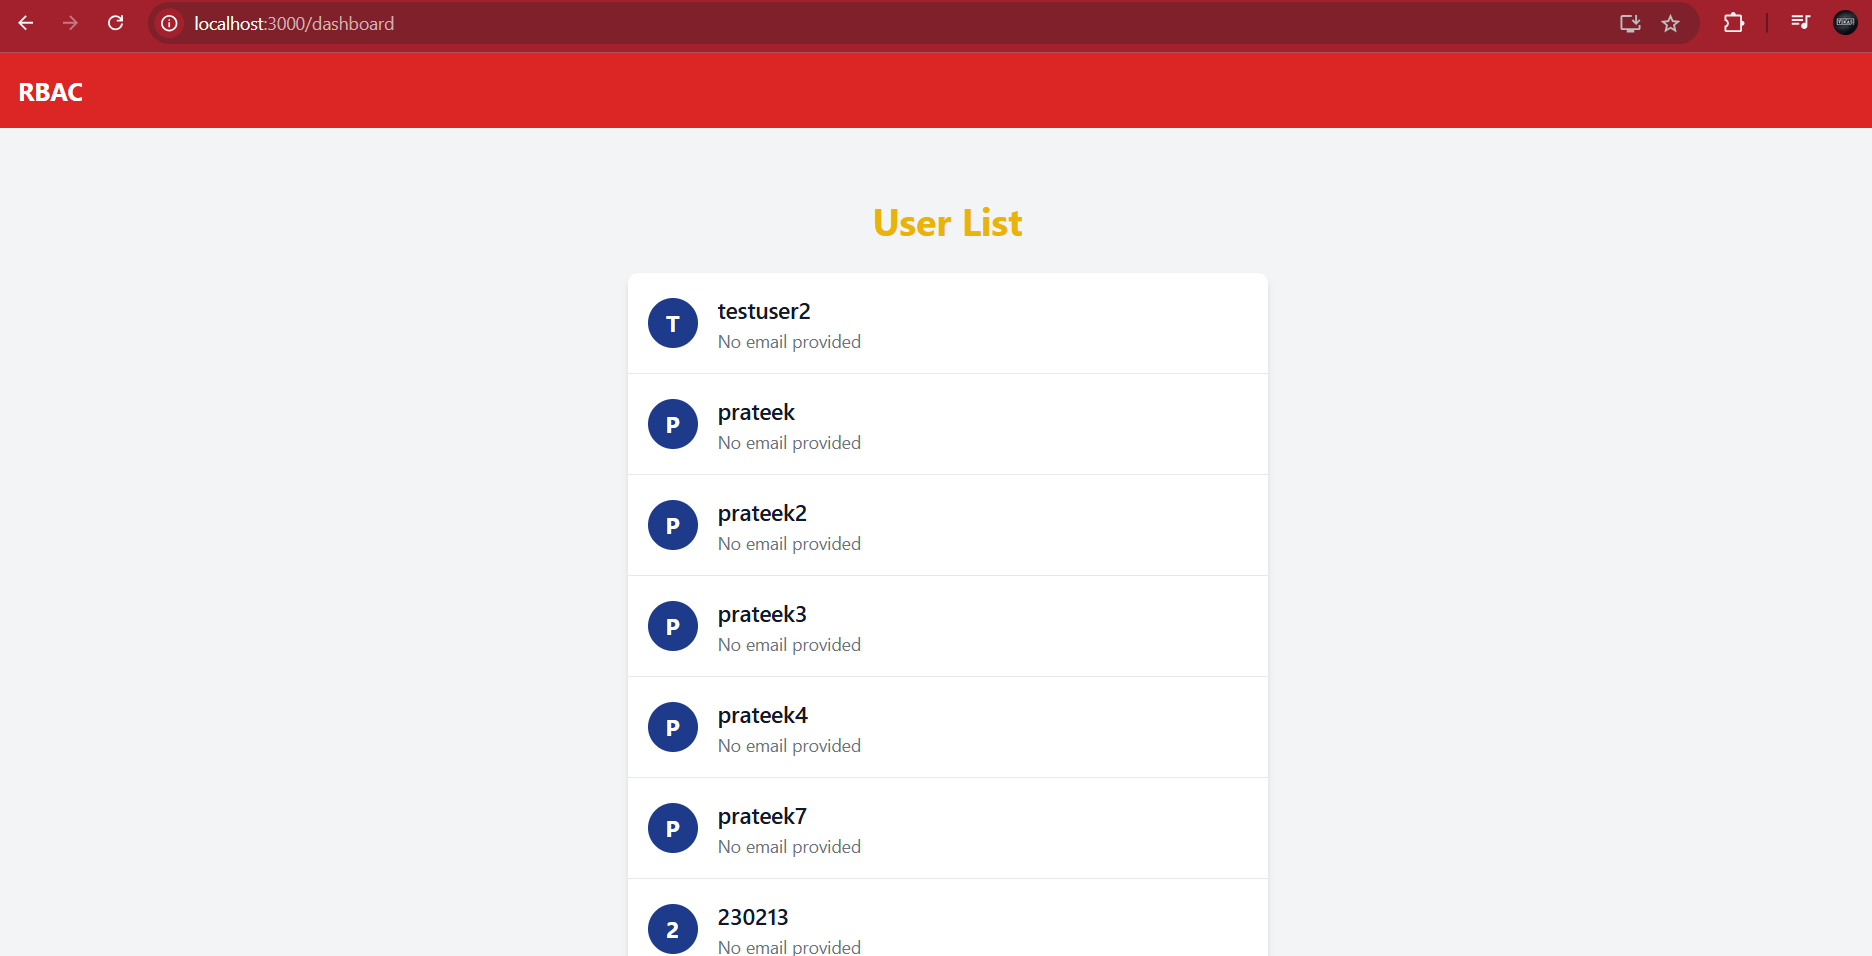 localhost:3000/dashboard
RBAC
User List
T
testuser2
No email provided
P
prateek
No email provided
P
prateek2
No email provided
P
prateek3
No email provided
P
prateek4
No email provided
P
prateek7
No email provided
2
230213
No email provided